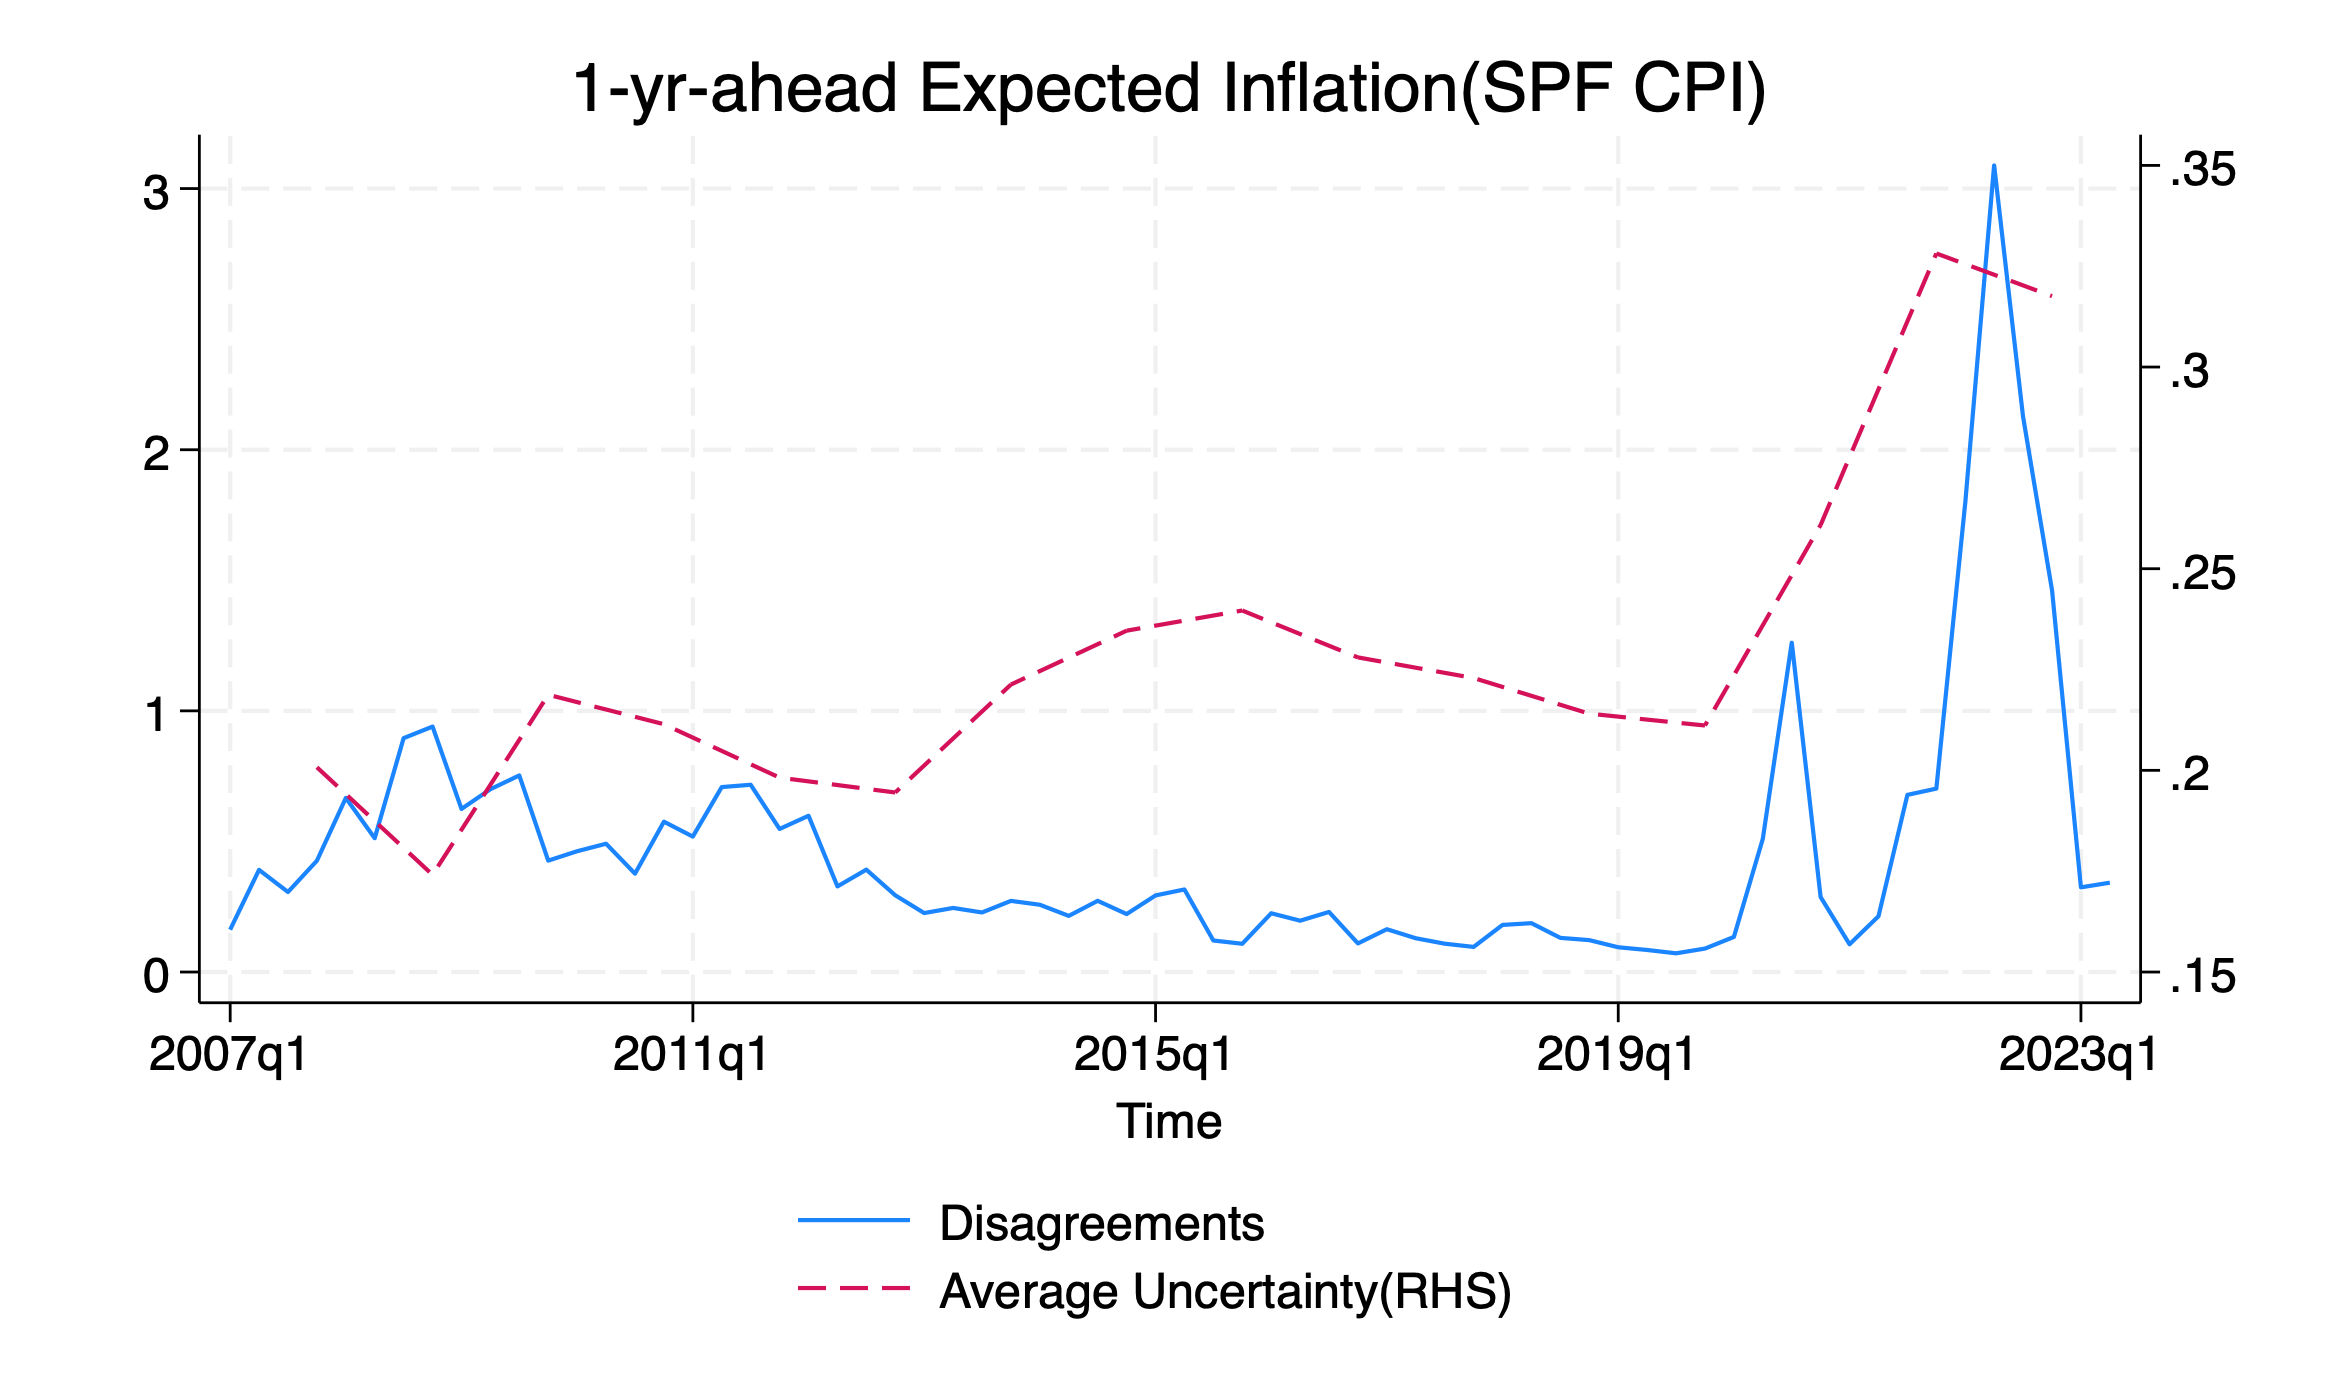 1-yr-ahead Expected Inflation(SPF CPI)
3
2
1
0
.35
.3
.25
.2
.15
2007q1 2011q1 2015q1 2019q1 2023q1
Time
Disagreements
Average Uncertainty(RHS)